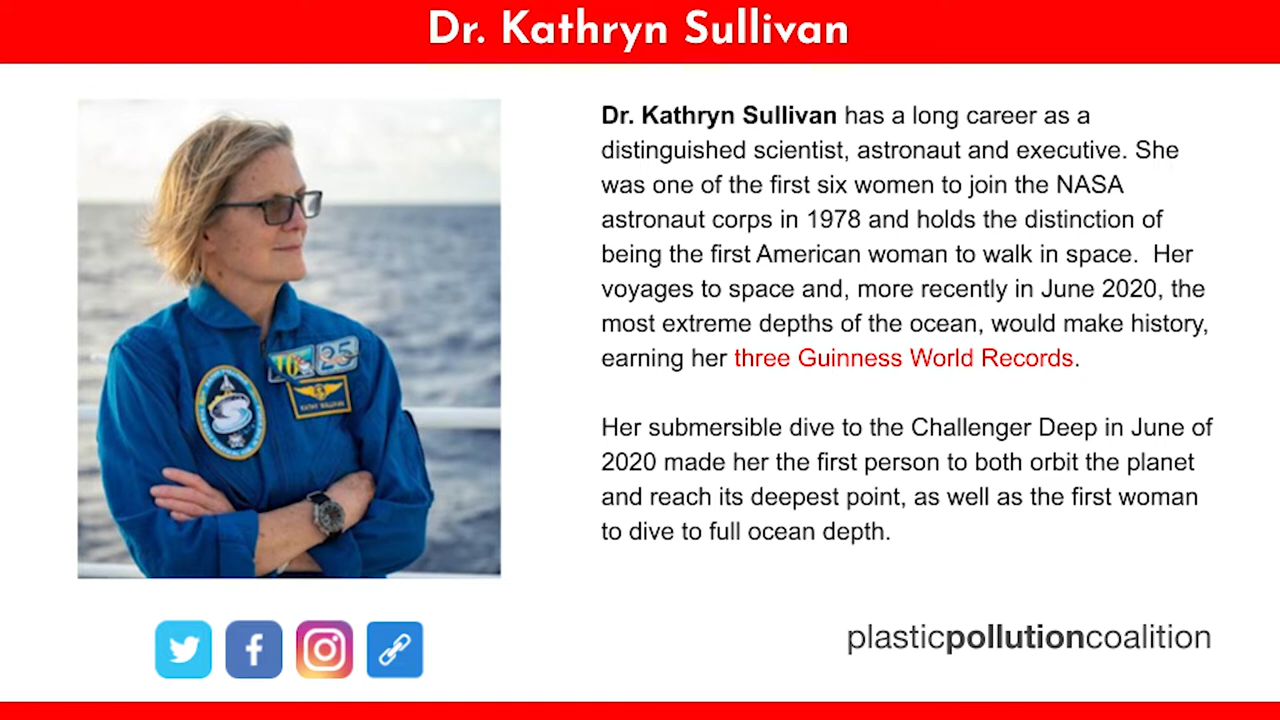 Dr. Kathryn Sullivan
Dr. Kathryn Sullivan has a long career as a
distinguished scientist, astronaut and executive. She
was one of the first six women to join the NASA
astronaut corps in 1978 and holds the distinction of
being the first American woman to walk in space.  Her
voyages to space and, more recently in June 2020, the
most extreme depths of the ocean, would make history,
earning her three Guinness World Records.
Her submersible dive to the Challenger Deep in June of
2020 made her the first person to both orbit the planet
and reach its deepest point, as well as the first woman
to dive to full ocean depth.
25
KATHY SULLIVAN
plasticpollutioncoalition